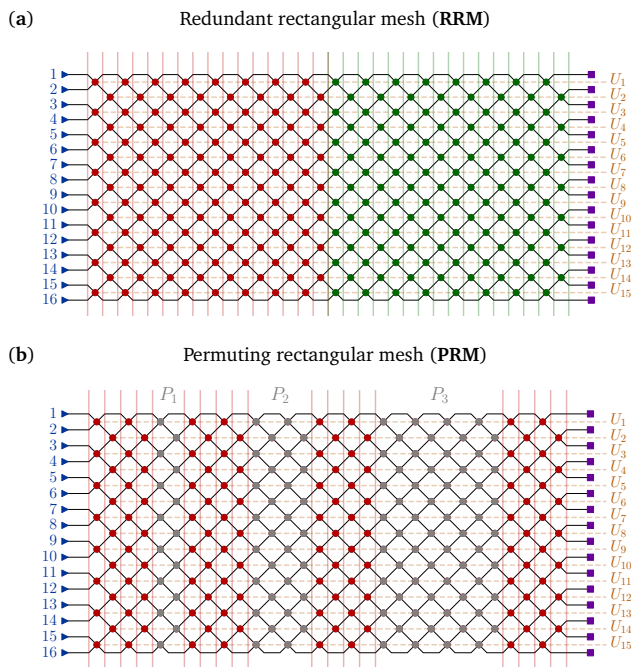 (a) Redundant rectangular mesh (RRM)
1 U1
2 U2
3 U3
4 U4
5 U5
6 U6
7 U7
8 U8
9 U9
10 U10
11 U11
12 U12
13 U13
14 U14
15 U15
16
(b) Permuting rectangular mesh (PRM)
P1 P2 P3
1 U1
2 U2
3 U3
4 U4
5 U5
6 U6
7 U7
8 U8
9 U9
10 U10
11 U11
12 U12
13 U13
14 U14
15 U15
16